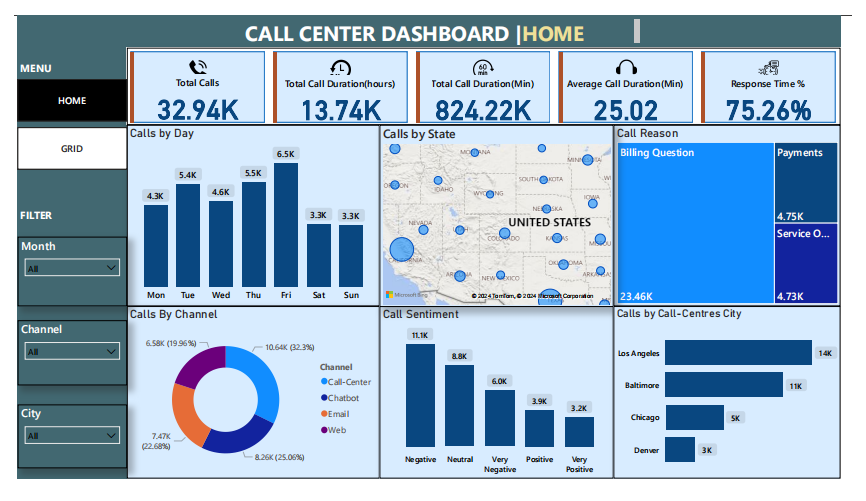 CALL CENTER DASHBOARD |HOME
MENU
HOME
GRID
FILTER
Month
All
Channel
All
City
All
Total Calls
32.94K
Total Call Duration(hours)
13.74K
60
min
Total Call Duration(Min)
824.22K
Average Call Duration(Min)
25.02
Response Time %
75.26%
Calls by Day
4.3K
5.4K
4.6K
5.5K
6.5K
3.3K
3.3K
Mon Tue Wed Thu Fri Sat Sun
Calls by State
MONTANA
IDAHO
WYOMING
SOUTH DAKOTA
IOWA
NEBRASKA
NEVADA
UNITED STATES
COLORADO
KANSAS
CALIFORNIA
OKLAHOMA
ARIZONA
NEW MEXICO
Microsoft Bing
© 2024 TomTom, © 2024 Microsoft Corporation
Call Reason
Billing Question
23.46K
Payments
4.75K
Service O...
4.73K
Calls By Channel
6.58K (19.96%)
10.64K (32.3%)
7.47K
(22.68%)
8.26K (25.06%)
Channel
Call-Center
Chatbot
Email
Web
Call Sentiment
11.1K
8.8K
6.0K
3.9K
3.2K
Negative Neutral Very Positive Very
Negative Positive
Calls by Call-Centres City
Los Angeles 14K
Baltimore 11K
Chicago 5K
Denver 3K